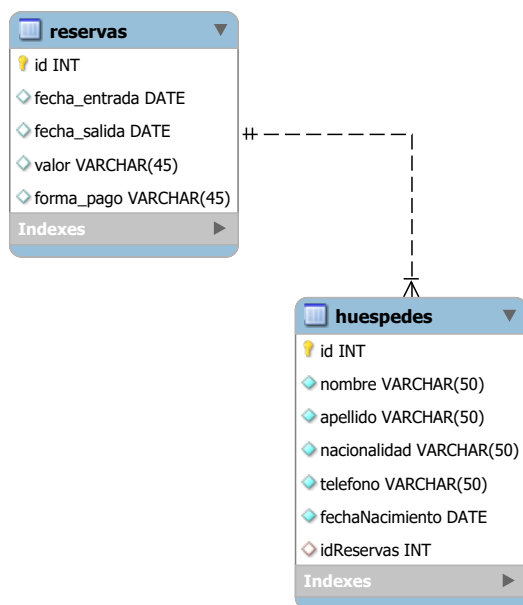 reservas
id INT
fecha_entrada DATE
fecha_salida DATE
valor VARCHAR(45)
forma_pago VARCHAR(45)
Indexes
huespedes
id INT
nombre VARCHAR(50)
apellido VARCHAR(50)
nacionalidad VARCHAR(50)
telefono VARCHAR(50)
fechaNacimiento DATE
idReservas INT
Indexes